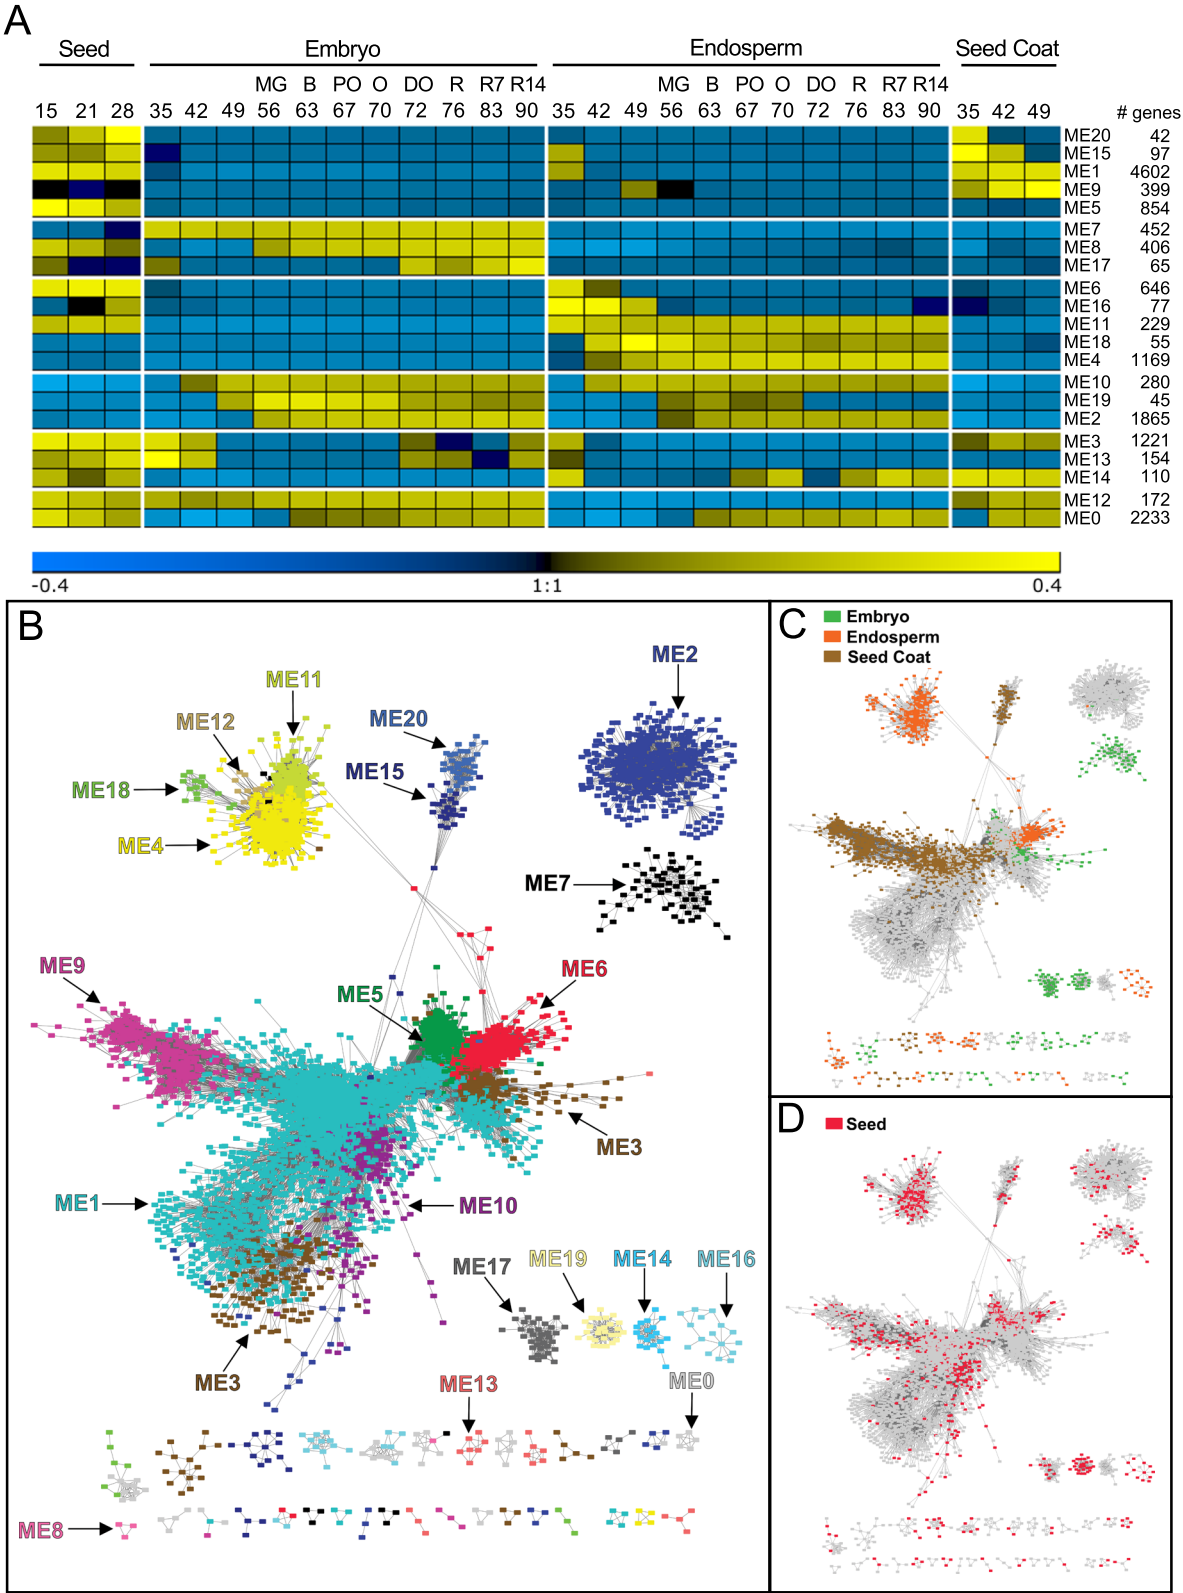 A
Seed Embryo Endosperm Seed Coat
MG B PO O DO R R7 R14 MG B PO O DO R R7 R14
15 21 28 35 42 49 56 63 67 70 72 76 83 90 35 42 49 56 63 67 70 72 76 83 90 35 42 49 # genes
ME20 42
ME15 97
ME1 4602
ME9 399
ME5 854
ME7 452
ME8 406
ME17 65
ME6 646
ME16 77
ME11 229
ME18 55
ME4 1169
ME10 280
ME19 45
ME2 1865
ME3 1221
ME13 154
ME14 110
ME12 172
ME0 2233
-0.4 1:1 0.4
B
ME11
ME12
ME20
ME2
ME18
ME15
ME4
ME7
ME9
ME5
ME6
ME3
ME1
ME10
ME17
ME19
ME14
ME16
ME3
ME13
ME0
ME8
C
Embryo
Endosperm
Seed Coat
D
Seed